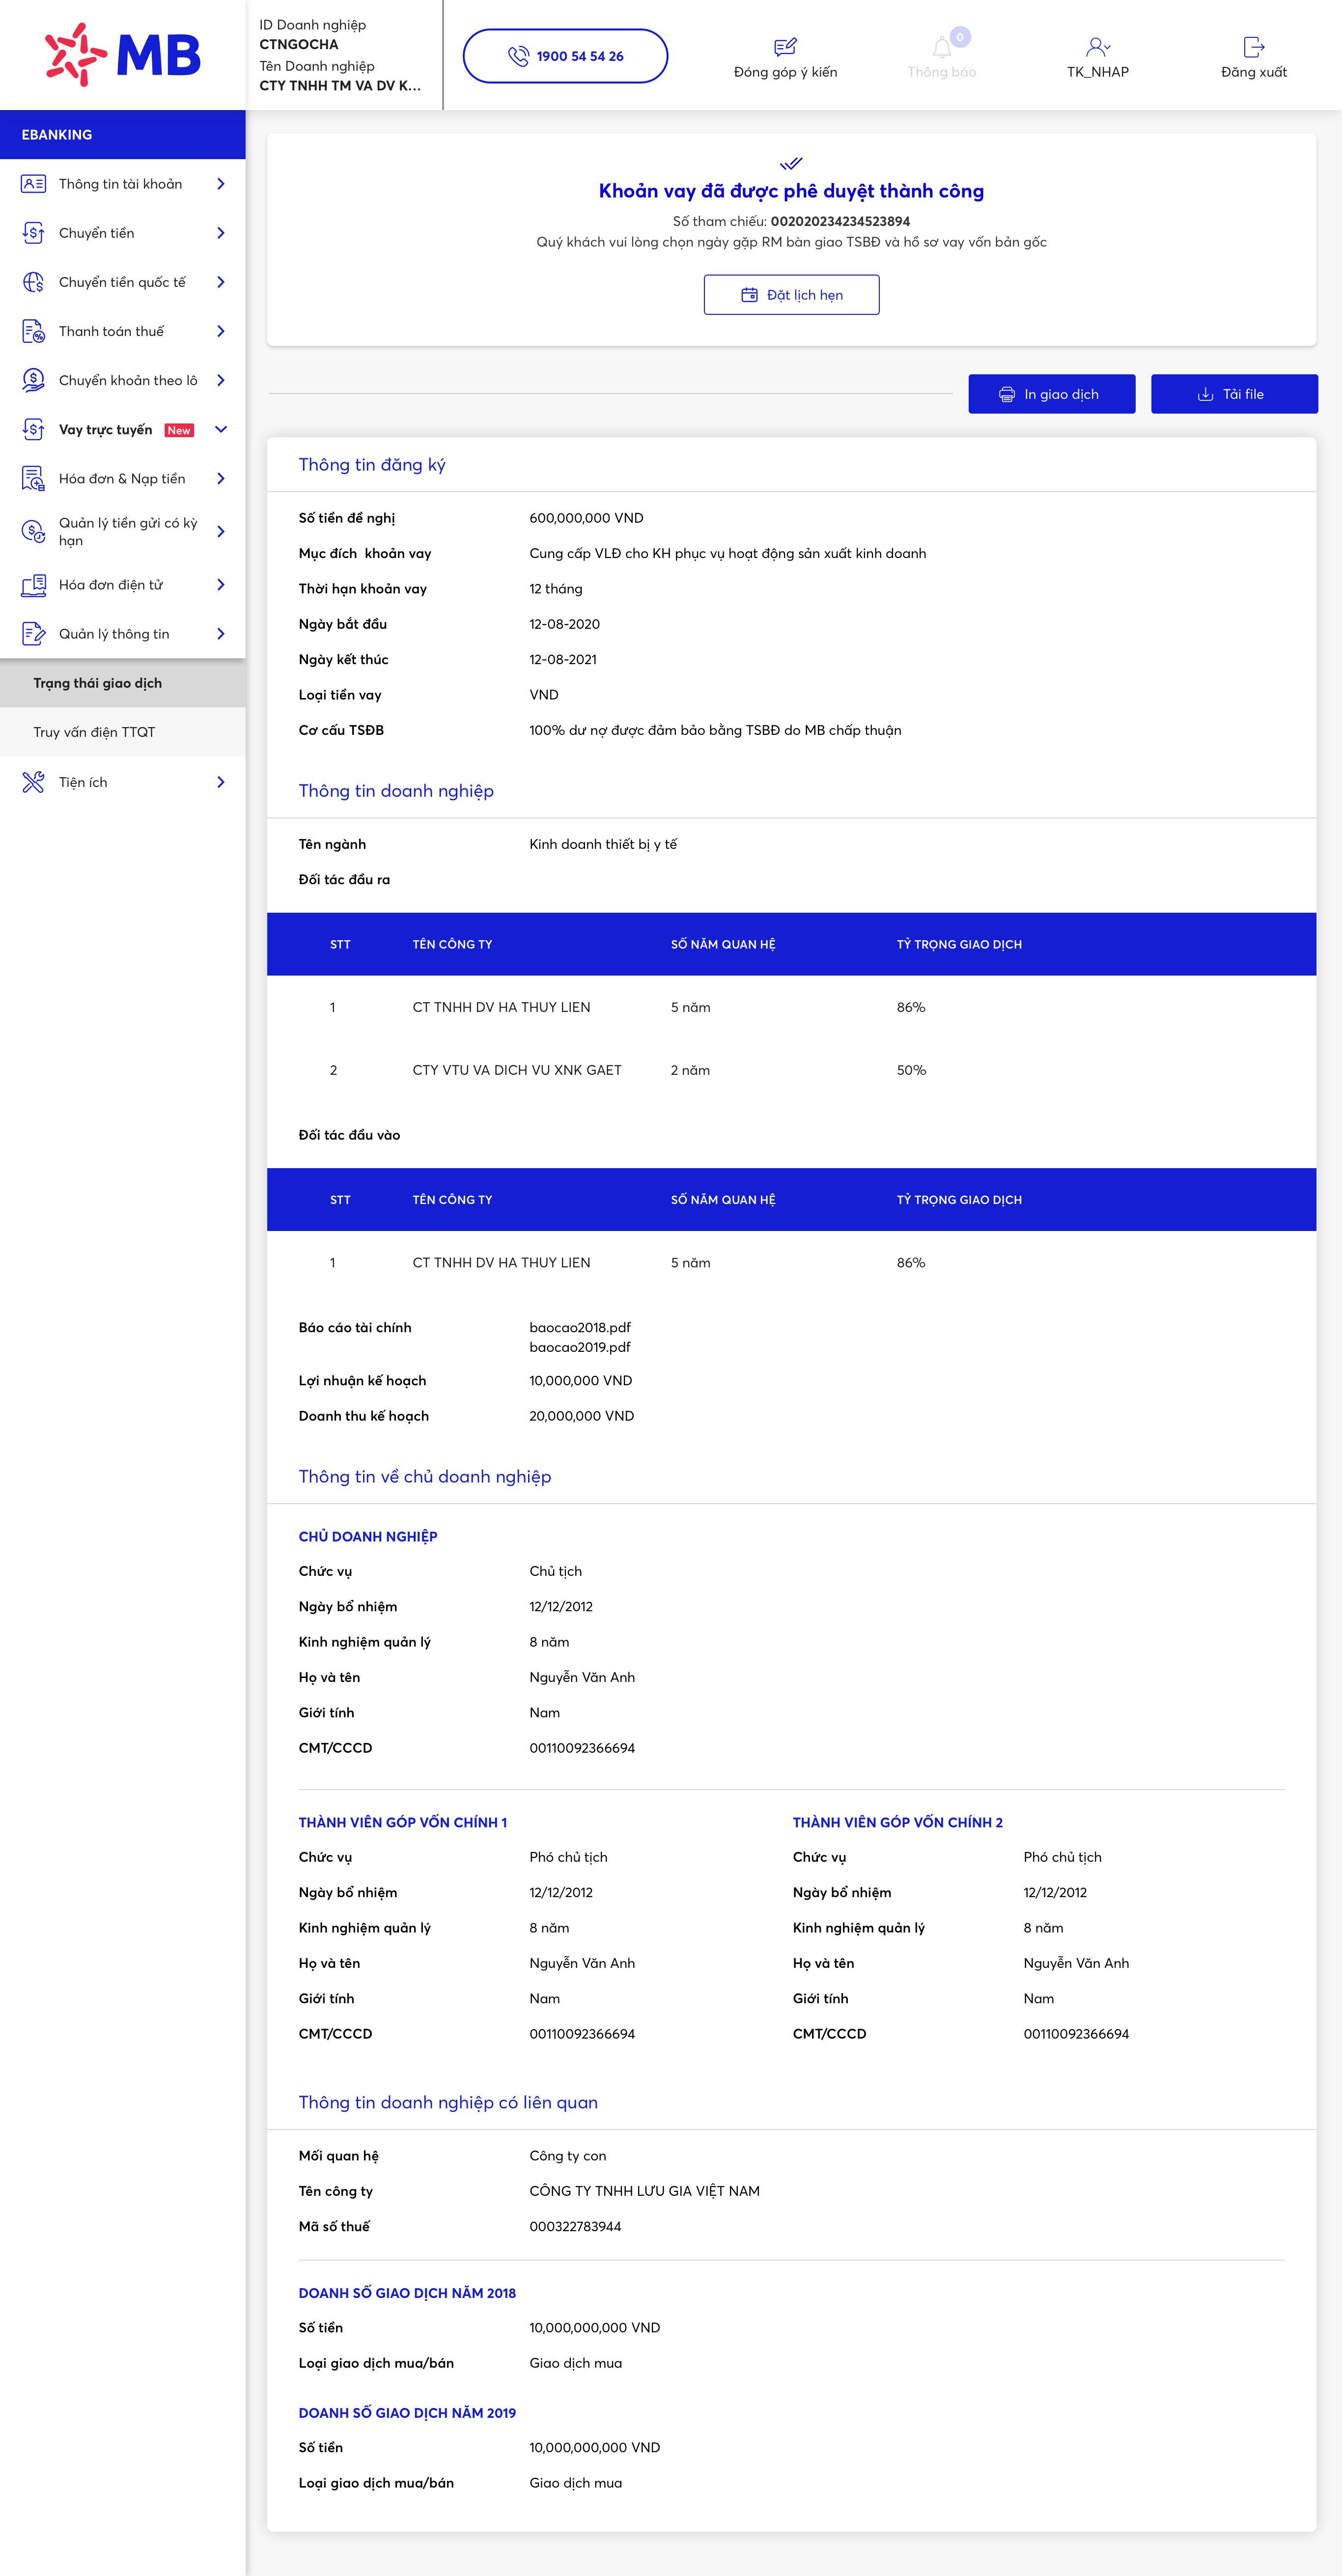 MB
ID Doanh nghiệp
CTNGOCHA
Tên Doanh nghiệp
CTY TNHH TM VA DV K...
1900 54 54 26
Đóng góp ý kiến
0
Thông báo
TK_NHAP
Đăng xuất
EBANKING
Thông tin tài khoản
Chuyển tiền
Chuyển tiền quốc tế
Thanh toán thuế
Chuyển khoản theo lô
Vay trực tuyến New
Hóa đơn & Nạp tiền
Quản lý tiền gửi có kỳ
hạn
Hóa đơn điện tử
Quản lý thông tin
Trạng thái giao dịch
Truy vấn điện TTQT
Tiện ích
Khoản vay đã được phê duyệt thành công
Số tham chiếu: 002020234234523894
Quý khách vui lòng chọn ngày gặp RM bàn giao TSBĐ và hồ sơ vay vốn bản gốc
Đặt lịch hẹn
In giao dịch
Tải file
Thông tin đăng ký
Số tiền đề nghị 600,000,000 VND
Mục đích khoản vay Cung cấp VLĐ cho KH phục vụ hoạt động sản xuất kinh doanh
Thời hạn khoản vay 12 tháng
Ngày bắt đầu 12-08-2020
Ngày kết thúc 12-08-2021
Loại tiền vay VND
Cơ cấu TSĐB 100% dư nợ được đảm bảo bằng TSBĐ do MB chấp thuận
Thông tin doanh nghiệp
Tên ngành Kinh doanh thiết bị y tế
Đối tác đầu ra
STT TÊN CÔNG TY SỐ NĂM QUAN HỆ TỶ TRỌNG GIAO DỊCH
1 CT TNHH DV HA THUY LIEN 5 năm 86%
2 CTY VTU VA DICH VU XNK GAET 2 năm 50%
Đối tác đầu vào
STT TÊN CÔNG TY SỐ NĂM QUAN HỆ TỶ TRỌNG GIAO DỊCH
1 CT TNHH DV HA THUY LIEN 5 năm 86%
Báo cáo tài chính baocao2018.pdf
baocao2019.pdf
Lợi nhuận kế hoạch 10,000,000 VND
Doanh thu kế hoạch 20,000,000 VND
Thông tin về chủ doanh nghiệp
CHỦ DOANH NGHIỆP
Chức vụ Chủ tịch
Ngày bổ nhiệm 12/12/2012
Kinh nghiệm quản lý 8 năm
Họ và tên Nguyễn Văn Anh
Giới tính Nam
CMT/CCCD 00110092366694
THÀNH VIÊN GÓP VỐN CHÍNH 1
Chức vụ Phó chủ tịch
Ngày bổ nhiệm 12/12/2012
Kinh nghiệm quản lý 8 năm
Họ và tên Nguyễn Văn Anh
Giới tính Nam
CMT/CCCD 00110092366694
THÀNH VIÊN GÓP VỐN CHÍNH 2
Chức vụ Phó chủ tịch
Ngày bổ nhiệm 12/12/2012
Kinh nghiệm quản lý 8 năm
Họ và tên Nguyễn Văn Anh
Giới tính Nam
CMT/CCCD 00110092366694
Thông tin doanh nghiệp có liên quan
Mối quan hệ Công ty con
Tên công ty CÔNG TY TNHH LƯU GIA VIỆT NAM
Mã số thuế 000322783944
DOANH SỐ GIAO DỊCH NĂM 2018
Số tiền 10,000,000,000 VND
Loại giao dịch mua/bán Giao dịch mua
DOANH SỐ GIAO DỊCH NĂM 2019
Số tiền 10,000,000,000 VND
Loại giao dịch mua/bán Giao dịch mua